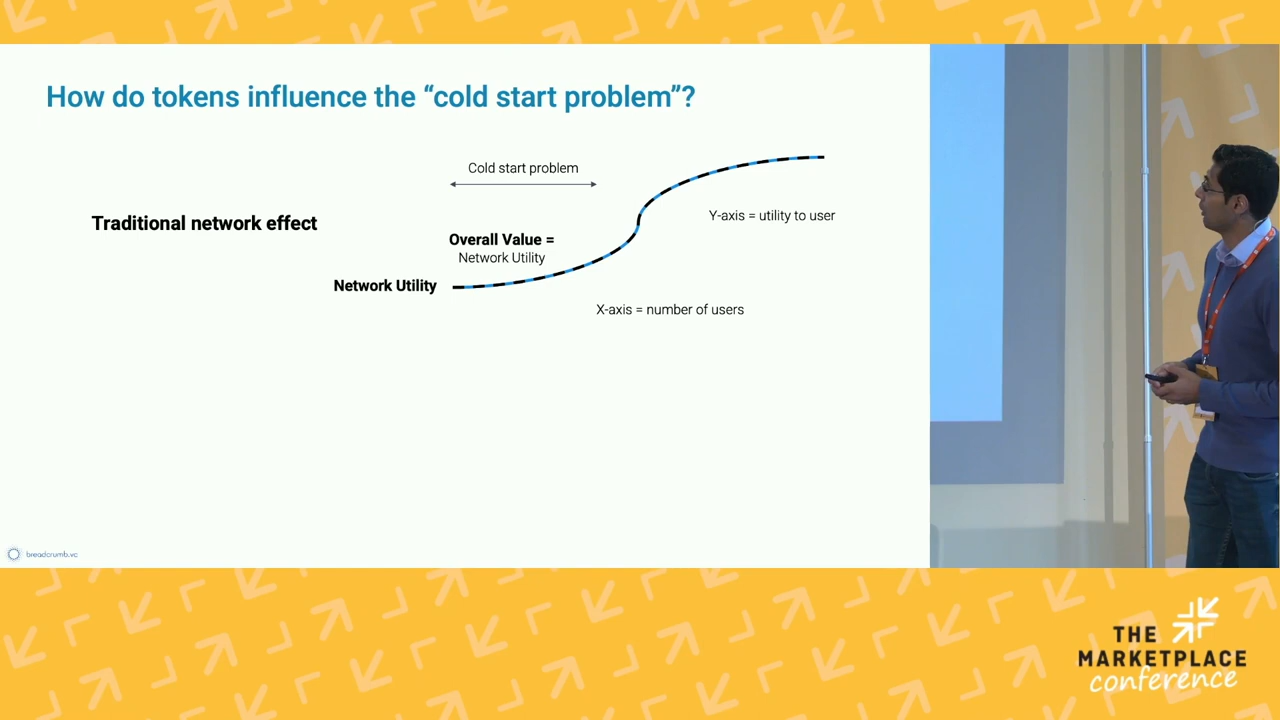 How do tokens influence the “cold start problem”?
Cold start problem
Traditional network effect
Y-axis = utility to user
Overall Value =
Network Utility
Network Utility
X-axis = number of users
breadcrumb.vc
THE
MARKETPLACE
conference